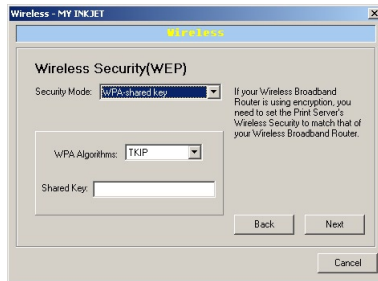 Wireless - MY INKJET
Wireless
Wireless Security(WEP)
Security Mode: WPA-shared key
If your Wireless Broadband
Router is using encryption, you
need to set the Print Server's
Wireless Security to match that of
your Wireless Broadband Router.
WPA Algorithms: TKIP
Shared Key:
Back
Next
Cancel